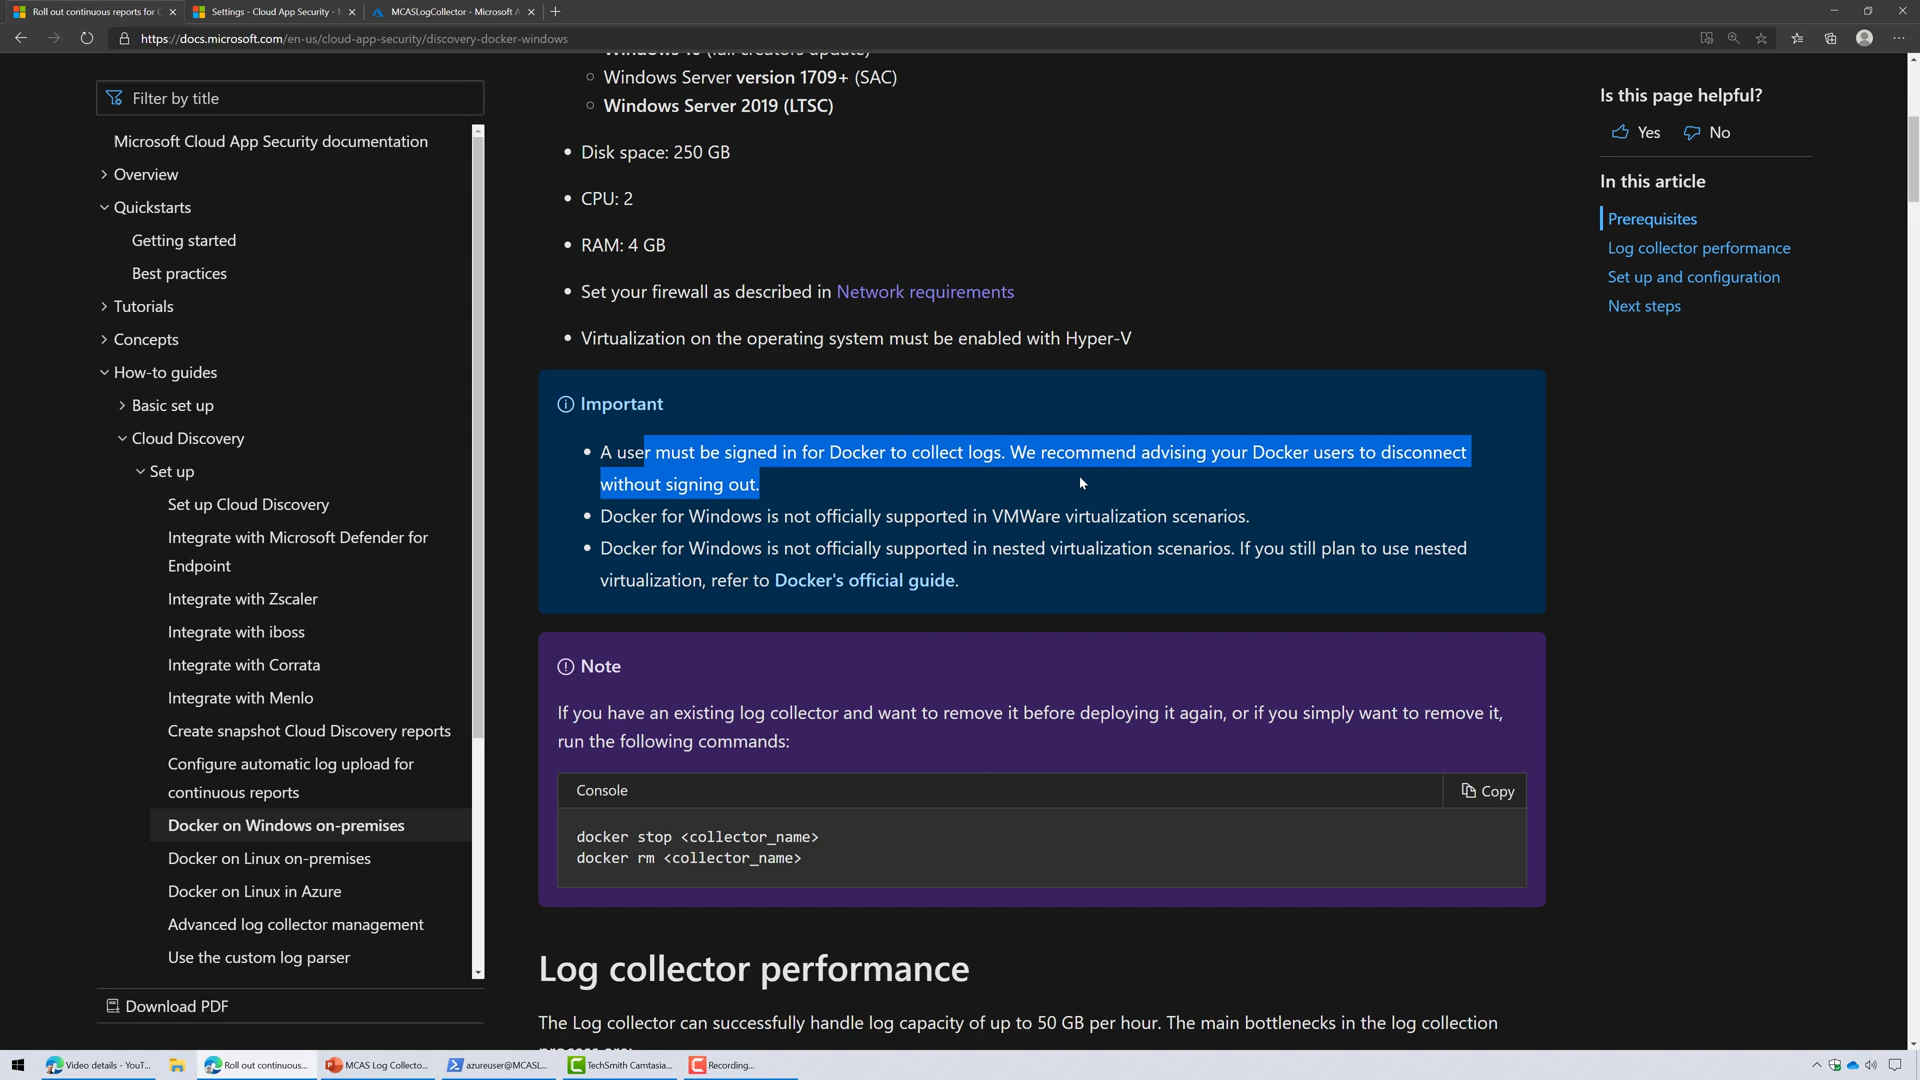 Roll out continuous reports for C
Settings - Cloud App Security -
MCASLogCollector - Microsoft A
https://docs.microsoft.com/en-us/cloud-app-security/discovery-docker-windows
Filter by title
Microsoft Cloud App Security documentation
Overview
Quickstarts
Getting started
Best practices
Tutorials
Concepts
How-to guides
Basic set up
Cloud Discovery
Set up
Set up Cloud Discovery
Integrate with Microsoft Defender for
Endpoint
Integrate with Zscaler
Integrate with iboss
Integrate with Corrata
Integrate with Menlo
Create snapshot Cloud Discovery reports
Configure automatic log upload for
continuous reports
Docker on Windows on-premises
Docker on Linux on-premises
Docker on Linux in Azure
Advanced log collector management
Use the custom log parser
Download PDF
Windows 10 (fall creators update)
Windows Server version 1709+ (SAC)
Windows Server 2019 (LTSC)
Disk space: 250 GB
CPU: 2
RAM: 4 GB
Set your firewall as described in Network requirements
Virtualization on the operating system must be enabled with Hyper-V
Important
A user must be signed in for Docker to collect logs. We recommend advising your Docker users to disconnect
without signing out.
Docker for Windows is not officially supported in VMWare virtualization scenarios.
Docker for Windows is not officially supported in nested virtualization scenarios. If you still plan to use nested
virtualization, refer to Docker's official guide.
Note
If you have an existing log collector and want to remove it before deploying it again, or if you simply want to remove it,
run the following commands:
Console
Copy
docker stop <collector_name>
docker rm <collector_name>
Log collector performance
The Log collector can successfully handle log capacity of up to 50 GB per hour. The main bottlenecks in the log collection
process are:
Is this page helpful?
Yes
No
In this article
Prerequisites
Log collector performance
Set up and configuration
Next steps
Video details - YouT...
Roll out continuous...
MCAS Log Collecto...
azureuser@MCASL...
TechSmith Camtasia...
Recording...